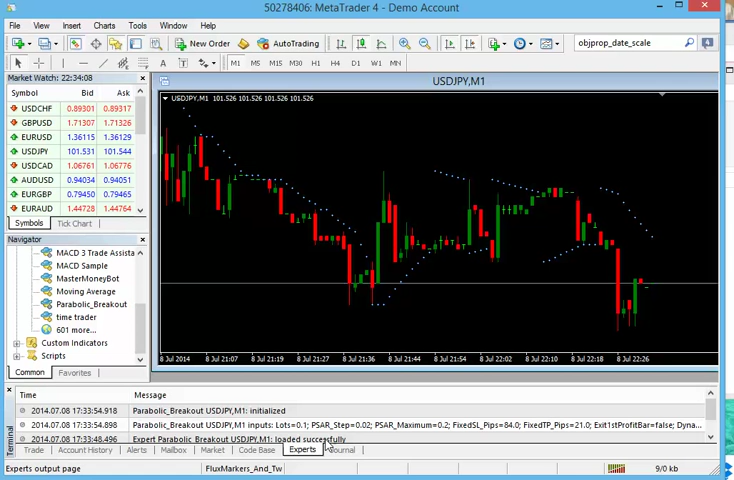 50278406: MetaTrader 4 - Demo Account
File View Insert Charts Tools Window Help
New Order AutoTrading objprop_date_scale 4
A T M1 M5 M15 M30 H1 H4 D1 W1 MN
Market Watch: 22:34:08
Symbol Bid Ask
USDCHF 0.89301 0.89317
GBPUSD 1.71307 1.71326
EURUSD 1.36115 1.36129
USDJPY 101.531 101.544
USDCAD 1.06761 1.06776
AUDUSD 0.94034 0.94051
EURGBP 0.79450 0.79465
EURAUD 1.44728 1.44764
Symbols Tick Chart
Navigator
MACD 3 Trade Assista
MACD Sample
MasterMoneyBot
Moving Average
Parabolic_Breakout
time trader
601 more...
Custom Indicators
Scripts
Common Favorites
USDJPY,M1
USDJPY,M1 101.526 101.526 101.526 101.526
8 Jul 2014 8 Jul 21:07 8 Jul 21:19 8 Jul 21:27 8 Jul 21:36 8 Jul 21:44 8 Jul 21:54 8 Jul 22:02 8 Jul 22:10 8 Jul 22:18 8 Jul 22:26
Terminal
Time Message
2014.07.08 17:33:54.918 Parabolic_Breakout USDJPY,M1: initialized
2014.07.08 17:33:54.898 Parabolic_Breakout USDJPY,M1 inputs: Lots=0.1; PSAR_Step=0.02; PSAR_Maximum=0.2; FixedSL_Pips=84.0; FixedTP_Pips=21.0; Exit1stProfitBar=false; Dyna...
2014.07.08 17:33:48.496 Expert Parabolic_Breakout USDJPY,M1: loaded successfully
Trade Account History Alerts Mailbox Market Code Base Experts Journal
Experts output page FluxMarkers_And_Tw 9/0 kb